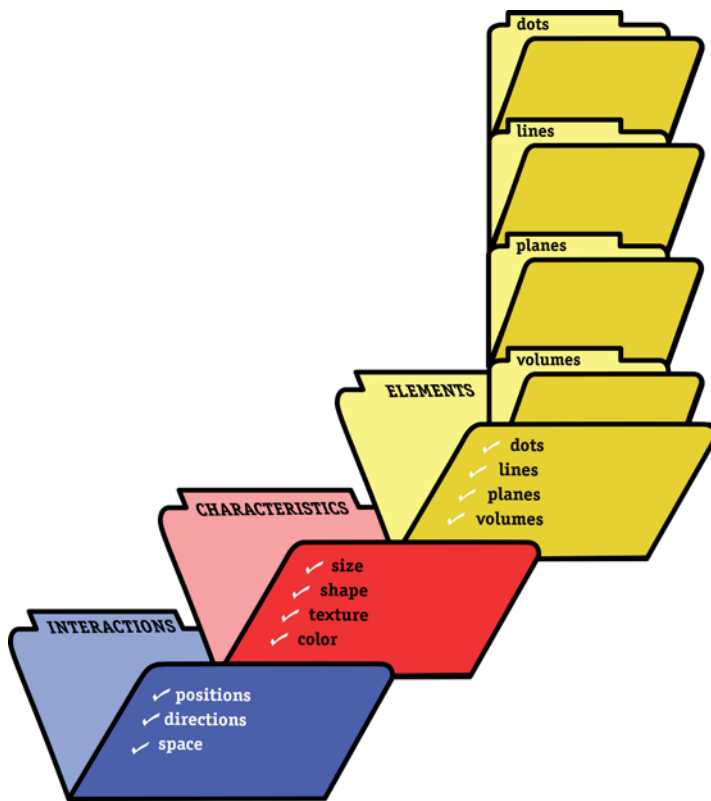 dots
lines
planes
volumes
ELEMENTS
dots
lines
planes
volumes
CHARACTERISTICS
size
shape
texture
color
INTERACTIONS
positions
directions
space